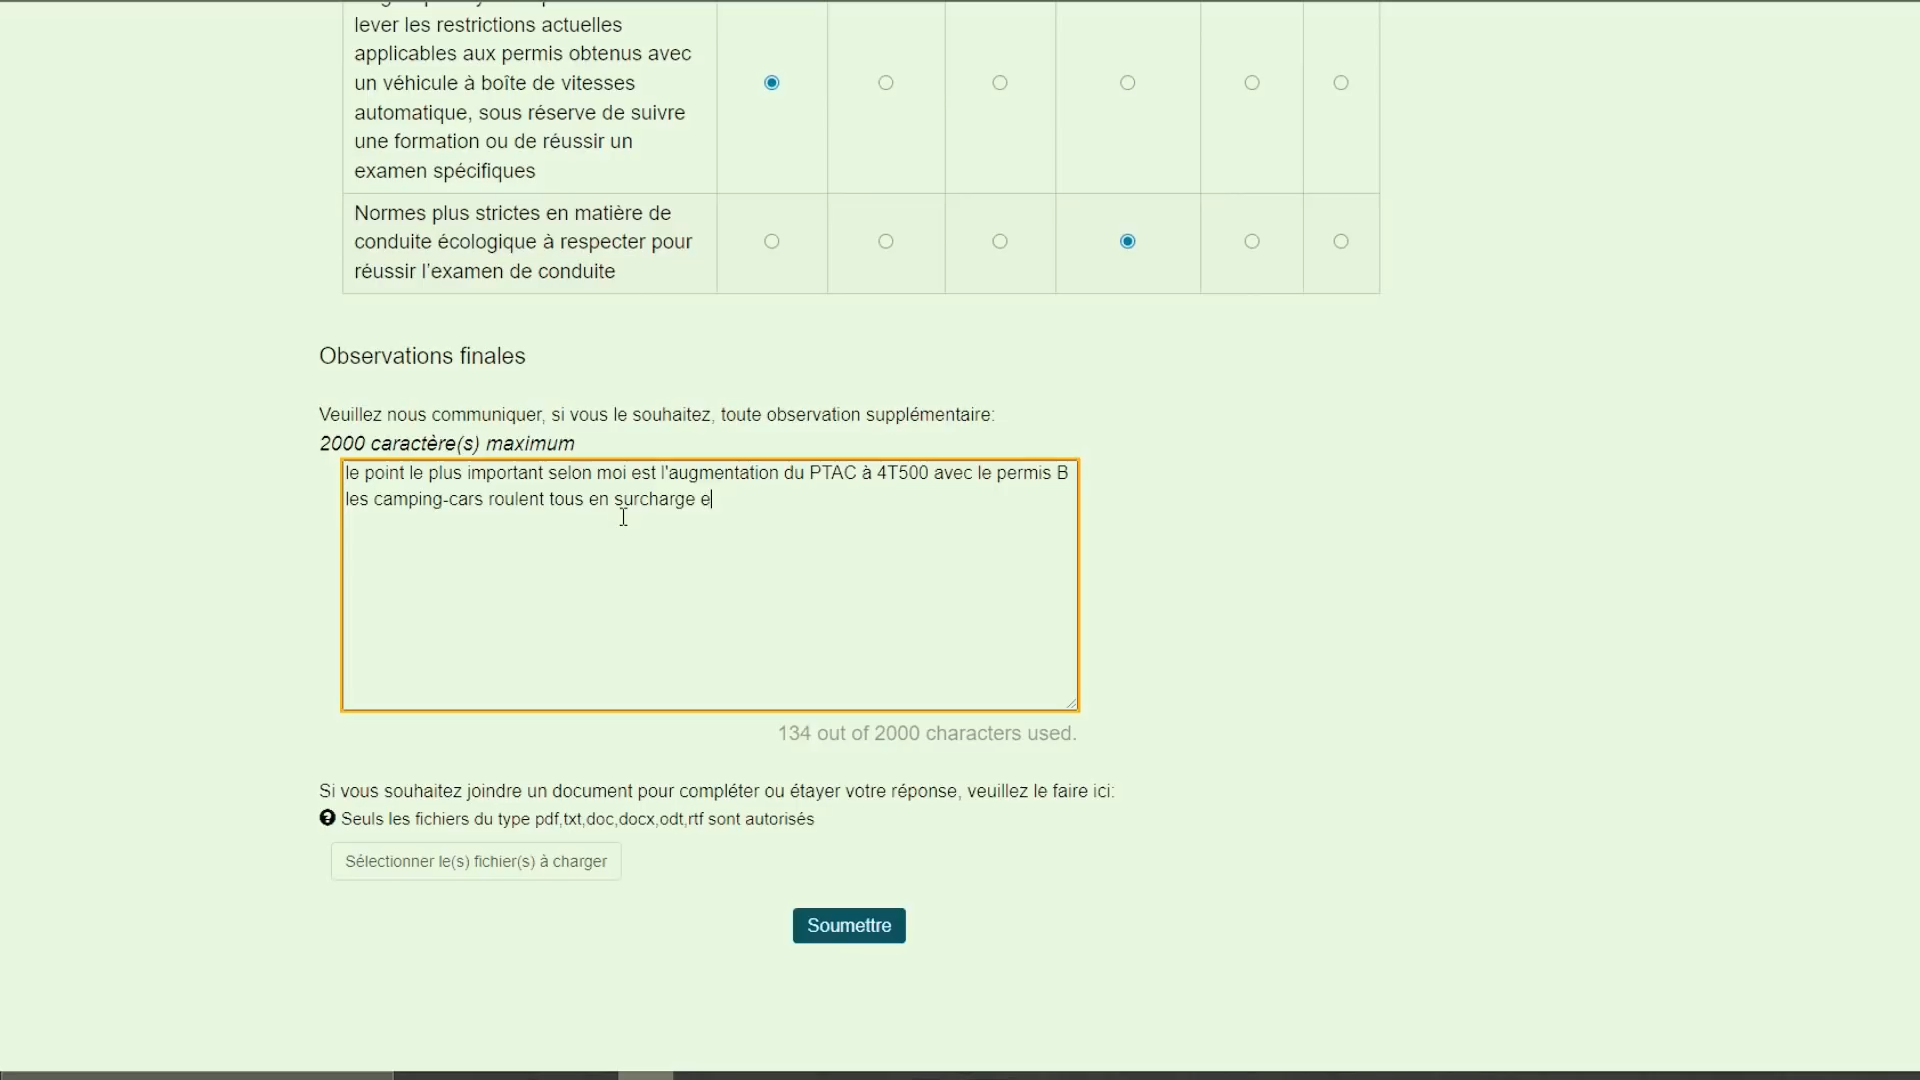 lever les restrictions actuelles
applicables aux permis obtenus avec
un véhicule à boîte de vitesses
automatique, sous réserve de suivre
une formation ou de réussir un
examen spécifiques
Normes plus strictes en matière de
conduite écologique à respecter pour
réussir l’examen de conduite
Observations finales
Veuillez nous communiquer, si vous le souhaitez, toute observation supplémentaire:
2000 caractère(s) maximum
le point le plus important selon moi est l'augmentation du PTAC à 4T500 avec le permis B
les camping-cars roulent tous en surcharge e
134 out of 2000 characters used.
Si vous souhaitez joindre un document pour compléter ou étayer votre réponse, veuillez le faire ici:
Seuls les fichiers du type pdf,txt,doc,docx,odt,rtf sont autorisés
Sélectionner le(s) fichier(s) à charger
Soumettre